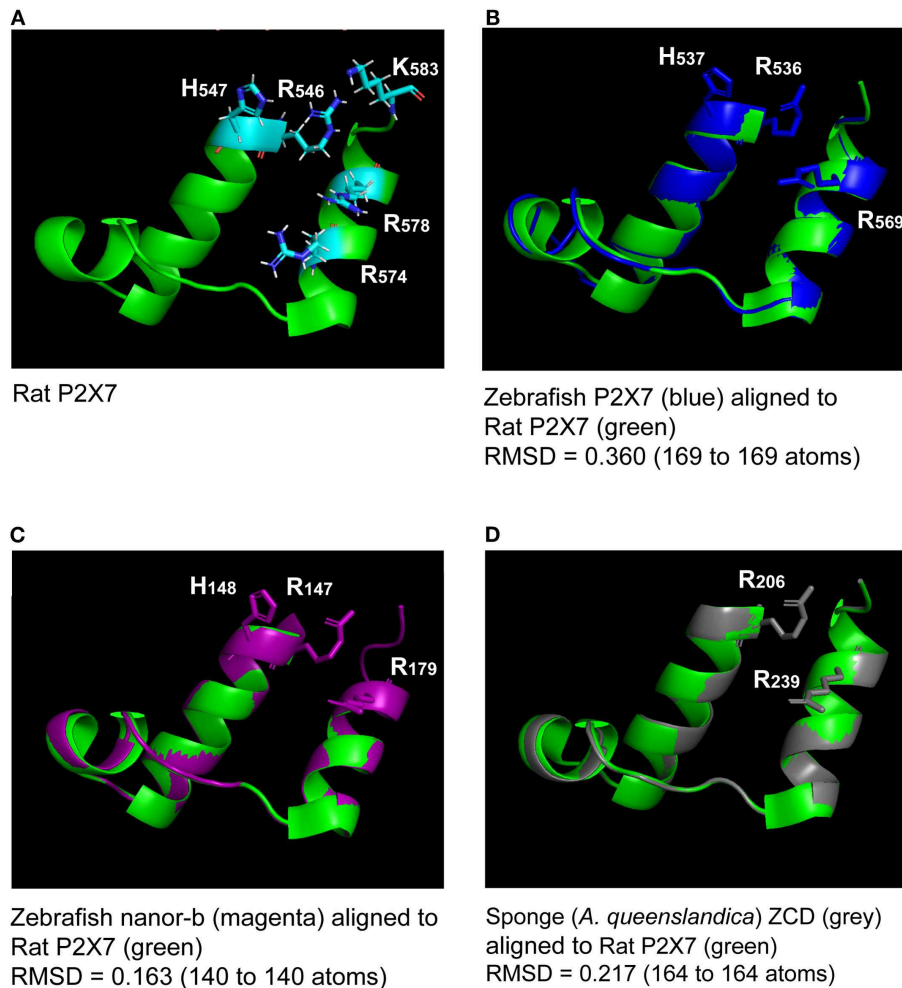 A
H547
R546
K583
R578
R574
Rat P2X7
B
H537
R536
R569
Zebrafish P2X7 (blue) aligned to
Rat P2X7 (green)
RMSD = 0.360 (169 to 169 atoms)
C
H148
R147
R179
Zebrafish nanor-b (magenta) aligned to
Rat P2X7 (green)
RMSD = 0.163 (140 to 140 atoms)
D
R206
R239
Sponge (A. queenslandica) ZCD (grey)
aligned to Rat P2X7 (green)
RMSD = 0.217 (164 to 164 atoms)